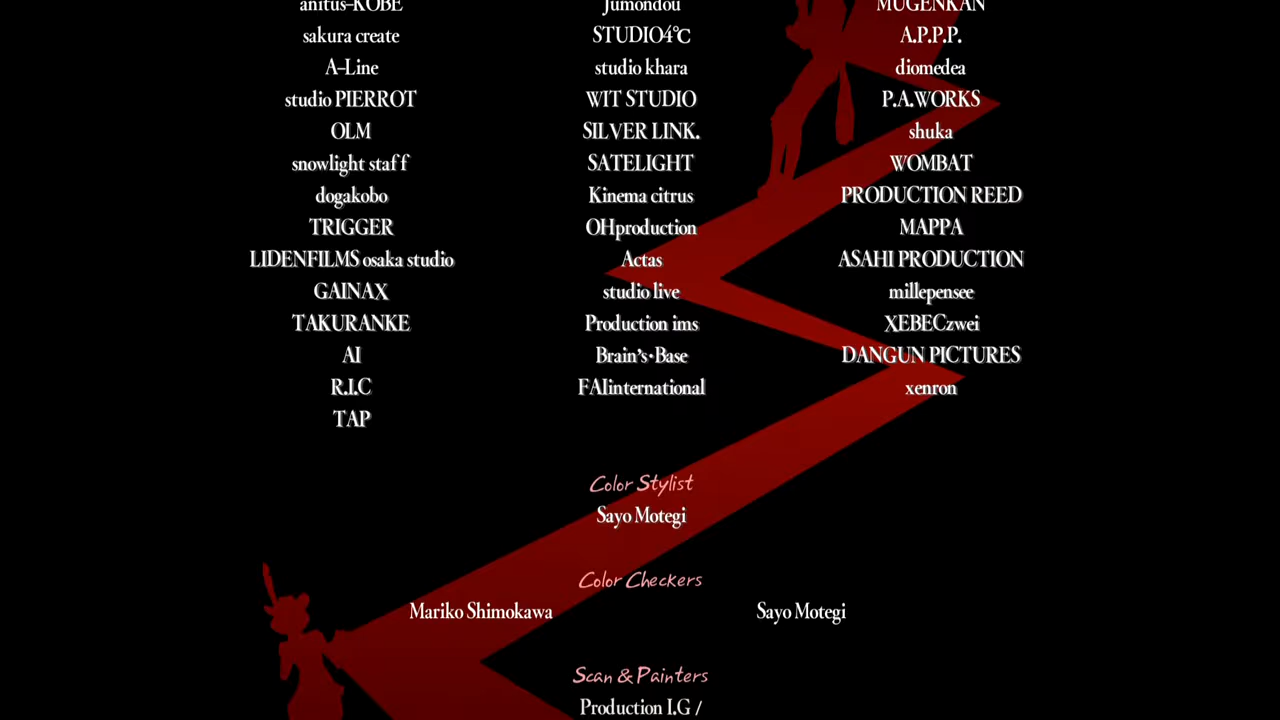 anitus-KOBE Jumondou MUGENKAN
sakura create STUDIO4℃ A.P.P.P.
A-Line studio khara diomedea
studio PIERROT WIT STUDIO P.A.WORKS
OLM SILVER LINK. shuka
snowlight staff SATELIGHT WOMBAT
dogakobo Kinema citrus PRODUCTION REED
TRIGGER OHproduction MAPPA
LIDENFILMS osaka studio Actas ASAHI PRODUCTION
GAINAX studio live millepensee
TAKURANKE Production ims XEBECzwei
AI Brain's・Base DANGUN PICTURES
R.I.C FAIinternational xenron
TAP
Color Stylist
Sayo Motegi
Color Checkers
Mariko Shimokawa Sayo Motegi
Scan & Painters
Production I.G /